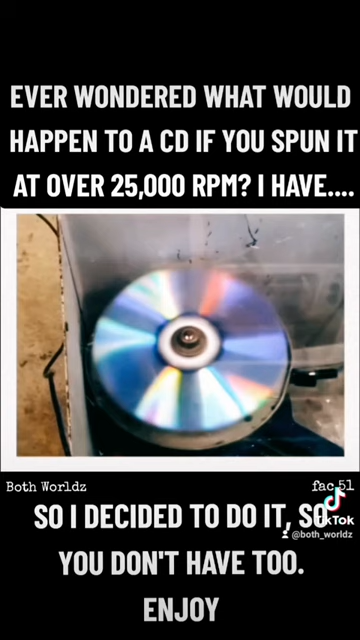 EVER WONDERED WHAT WOULD
HAPPEN TO A CD IF YOU SPUN IT
AT OVER 25,000 RPM? I HAVE....
Both Worldz
fac 51
SO I DECIDED TO DO IT, SO
TikTok
@both_worldz
YOU DON'T HAVE TOO.
ENJOY